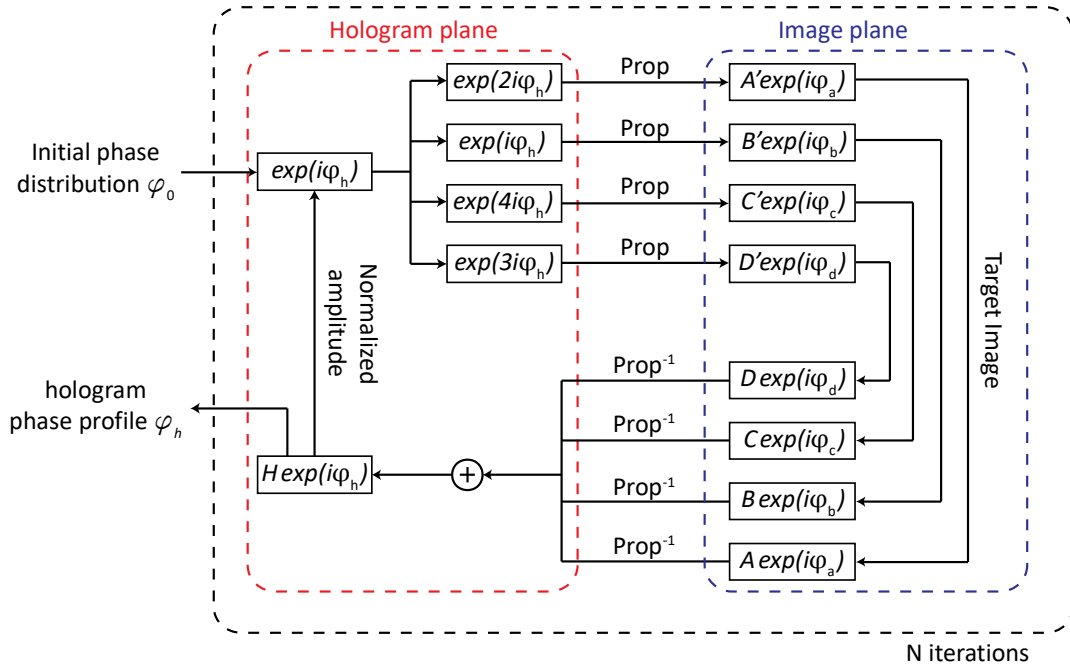 Hologram plane
Image plane
exp(2iφh)
Prop
A'exp(iφa)
Initial phase
distribution φ0
exp(iφh)
exp(iφh)
Prop
B'exp(iφb)
exp(4iφh)
Prop
C'exp(iφc)
exp(3iφh)
Prop
D'exp(iφd)
Normalized
amplitude
Target Image
hologram
phase profile φh
Prop-1
D exp(iφd)
Prop-1
C exp(iφc)
H exp(iφh)
+
Prop-1
B exp(iφb)
Prop-1
A exp(iφa)
N iterations